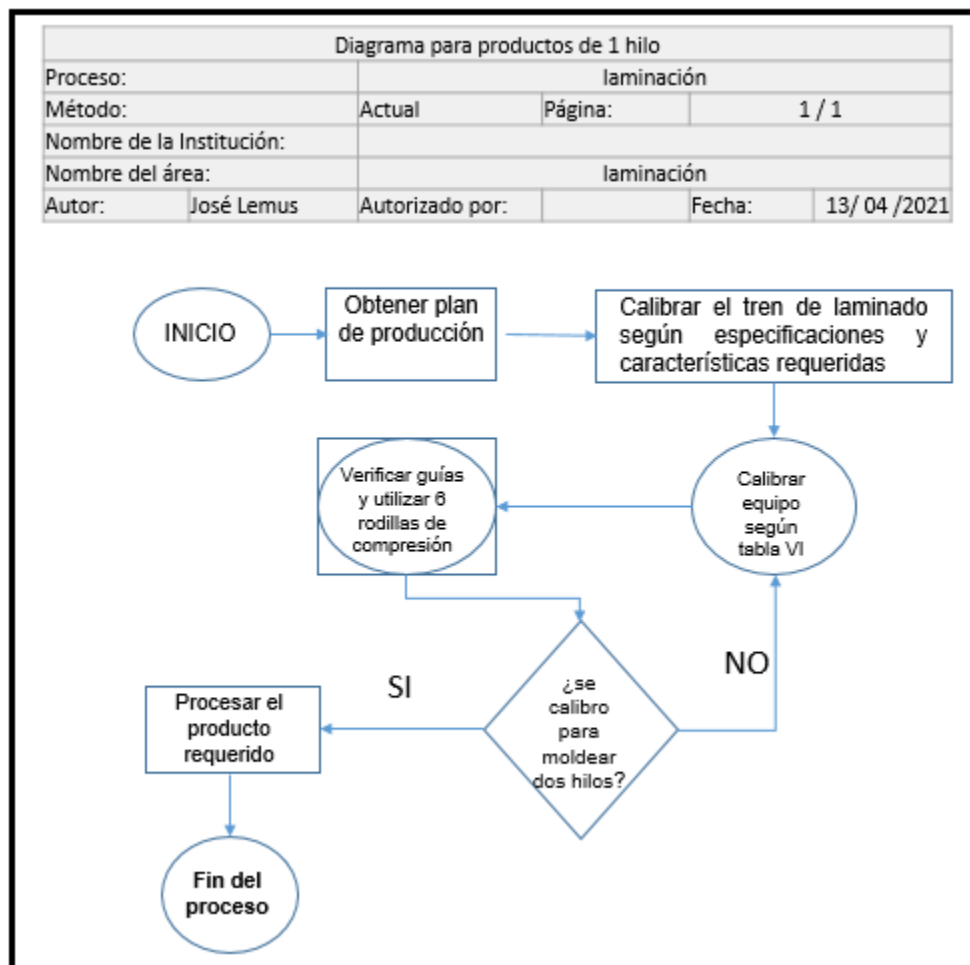 Diagrama para productos de 1 hilo
Proceso: laminación
Método: Actual Página: 1 / 1
Nombre de la Institución:
Nombre del área: laminación
Autor: José Lemus Autorizado por: Fecha: 13/ 04 /2021
INICIO
Obtener plan
de producción
Calibrar el tren de laminado
según especificaciones y
características requeridas
Calibrar
equipo
según
tabla VI
Verificar guías
y utilizar 6
rodillas de
compresión
¿se
calibro
para
moldear
dos hilos?
NO
SI
Procesar el
producto
requerido
Fin del
proceso